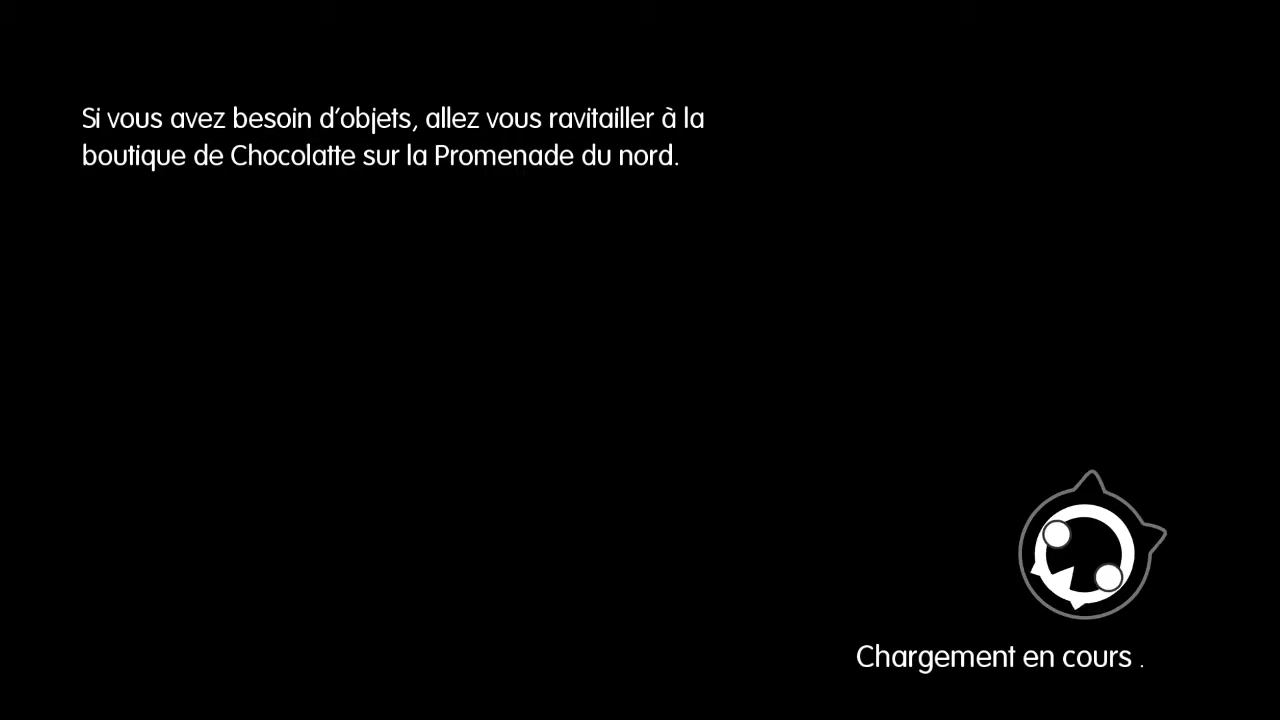 Si vous avez besoin d’objets, allez vous ravitailler à la
boutique de Chocolatte sur la Promenade du nord.
Chargement en cours .